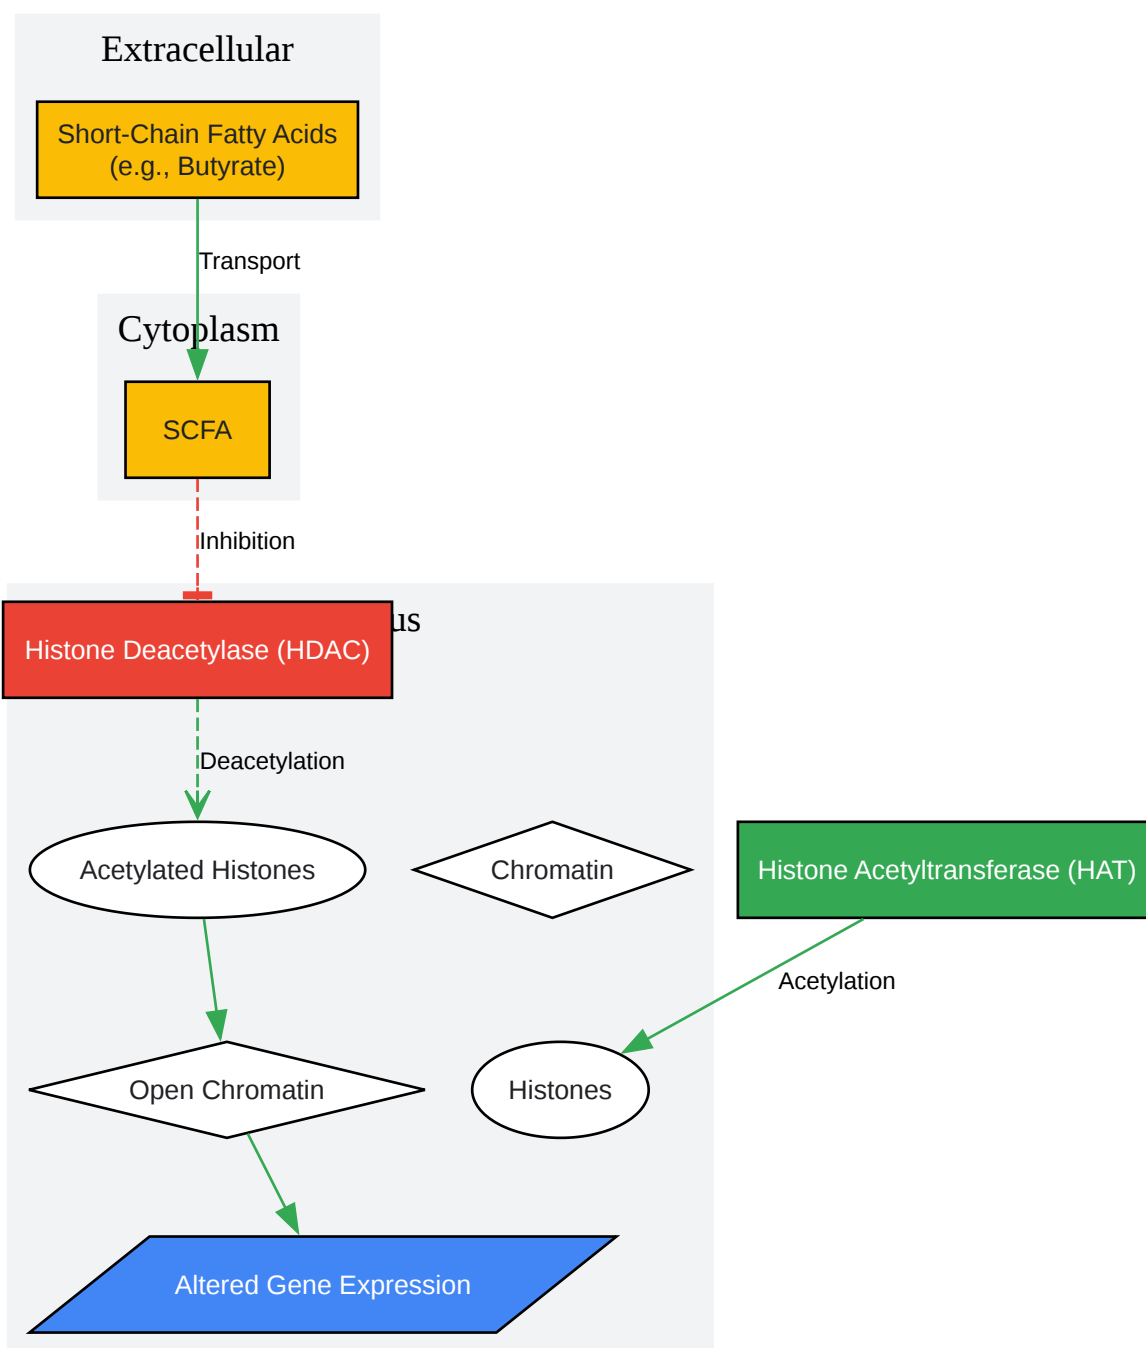 Extracellular
Short-Chain Fatty Acids
(e.g., Butyrate)
Transport
Cytoplasm
SCFA
Inhibition
us
Histone Deacetylase (HDAC)
Deacetylation
Acetylated Histones
Chromatin
Histone Acetyltransferase (HAT)
Acetylation
Open Chromatin
Histones
Altered Gene Expression